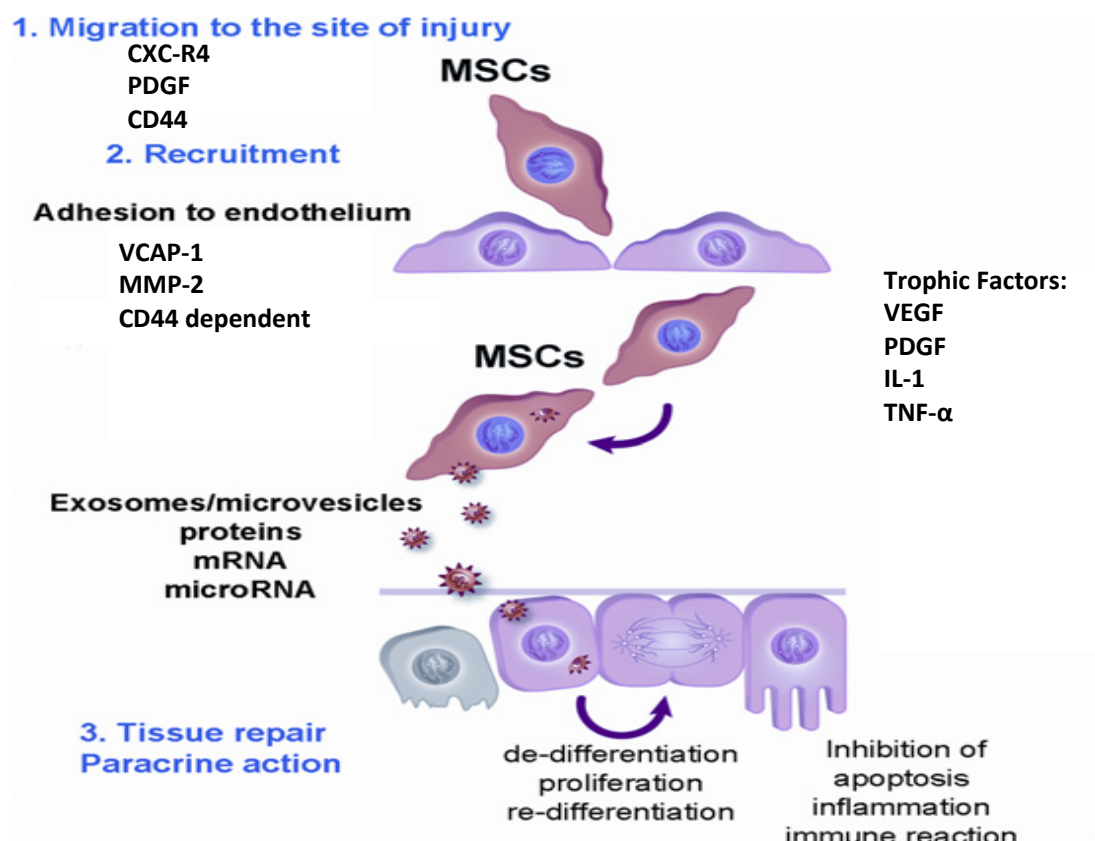 1. Migration to the site of injury
CXC-R4
PDGF
CD44
MSCs
2. Recruitment
Adhesion to endothelium
VCAP-1
MMP-2
CD44 dependent
Trophic Factors:
VEGF
PDGF
IL-1
TNF-α
MSCs
Exosomes/microvesicles
proteins
mRNA
microRNA
3. Tissue repair
Paracrine action
de-differentiation
proliferation
re-differentiation
Inhibition of
apoptosis
inflammation
immune reaction